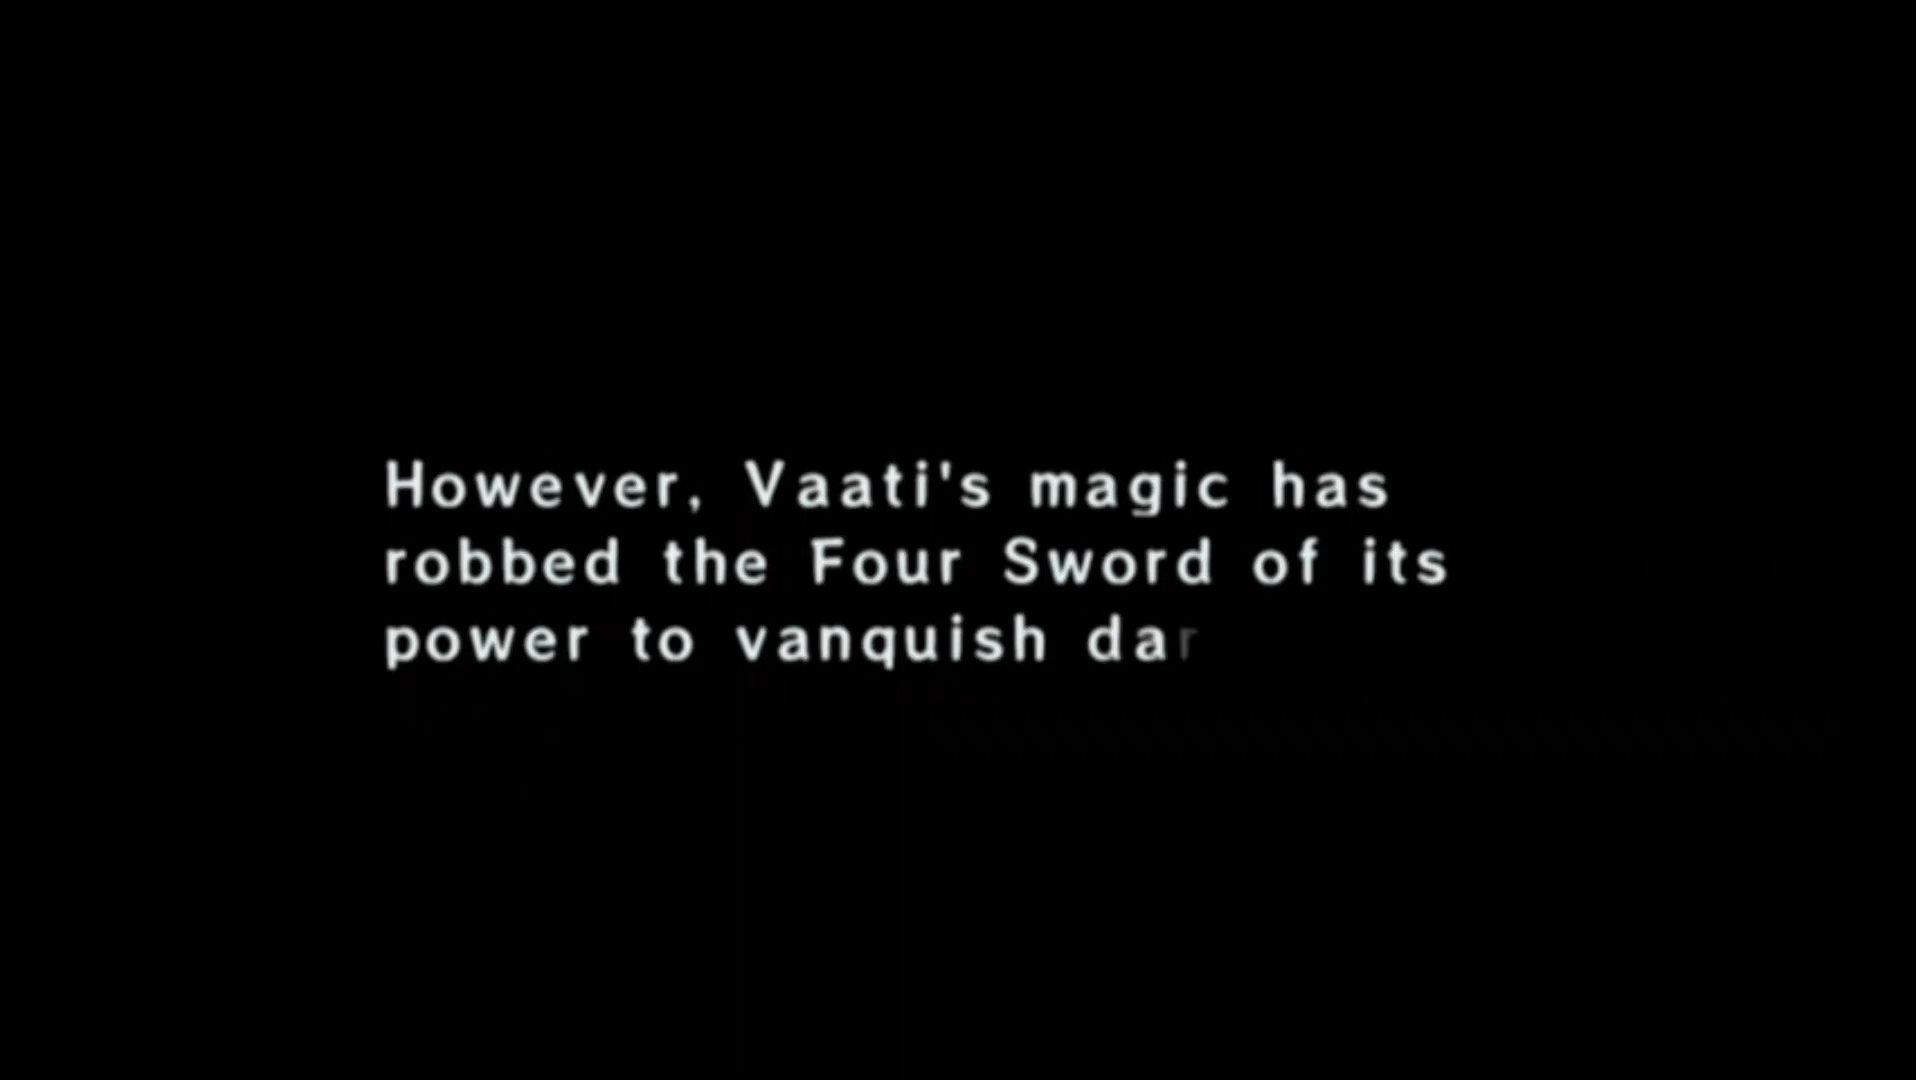 However, Vaati's magic has
robbed the Four Sword of its
power to vanquish dar